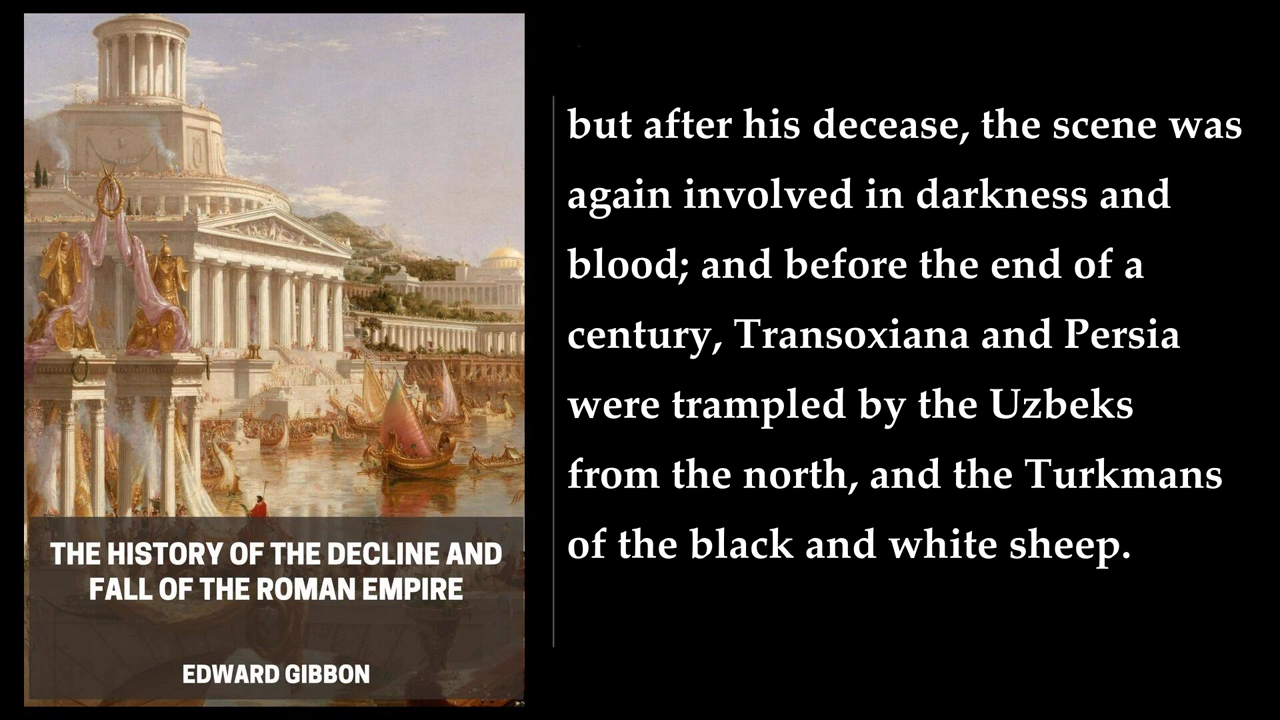 THE HISTORY OF THE DECLINE AND
FALL OF THE ROMAN EMPIRE
EDWARD GIBBON
but after his decease, the scene was
again involved in darkness and
blood; and before the end of a
century, Transoxiana and Persia
were trampled by the Uzbeks
from the north, and the Turkmans
of the black and white sheep.